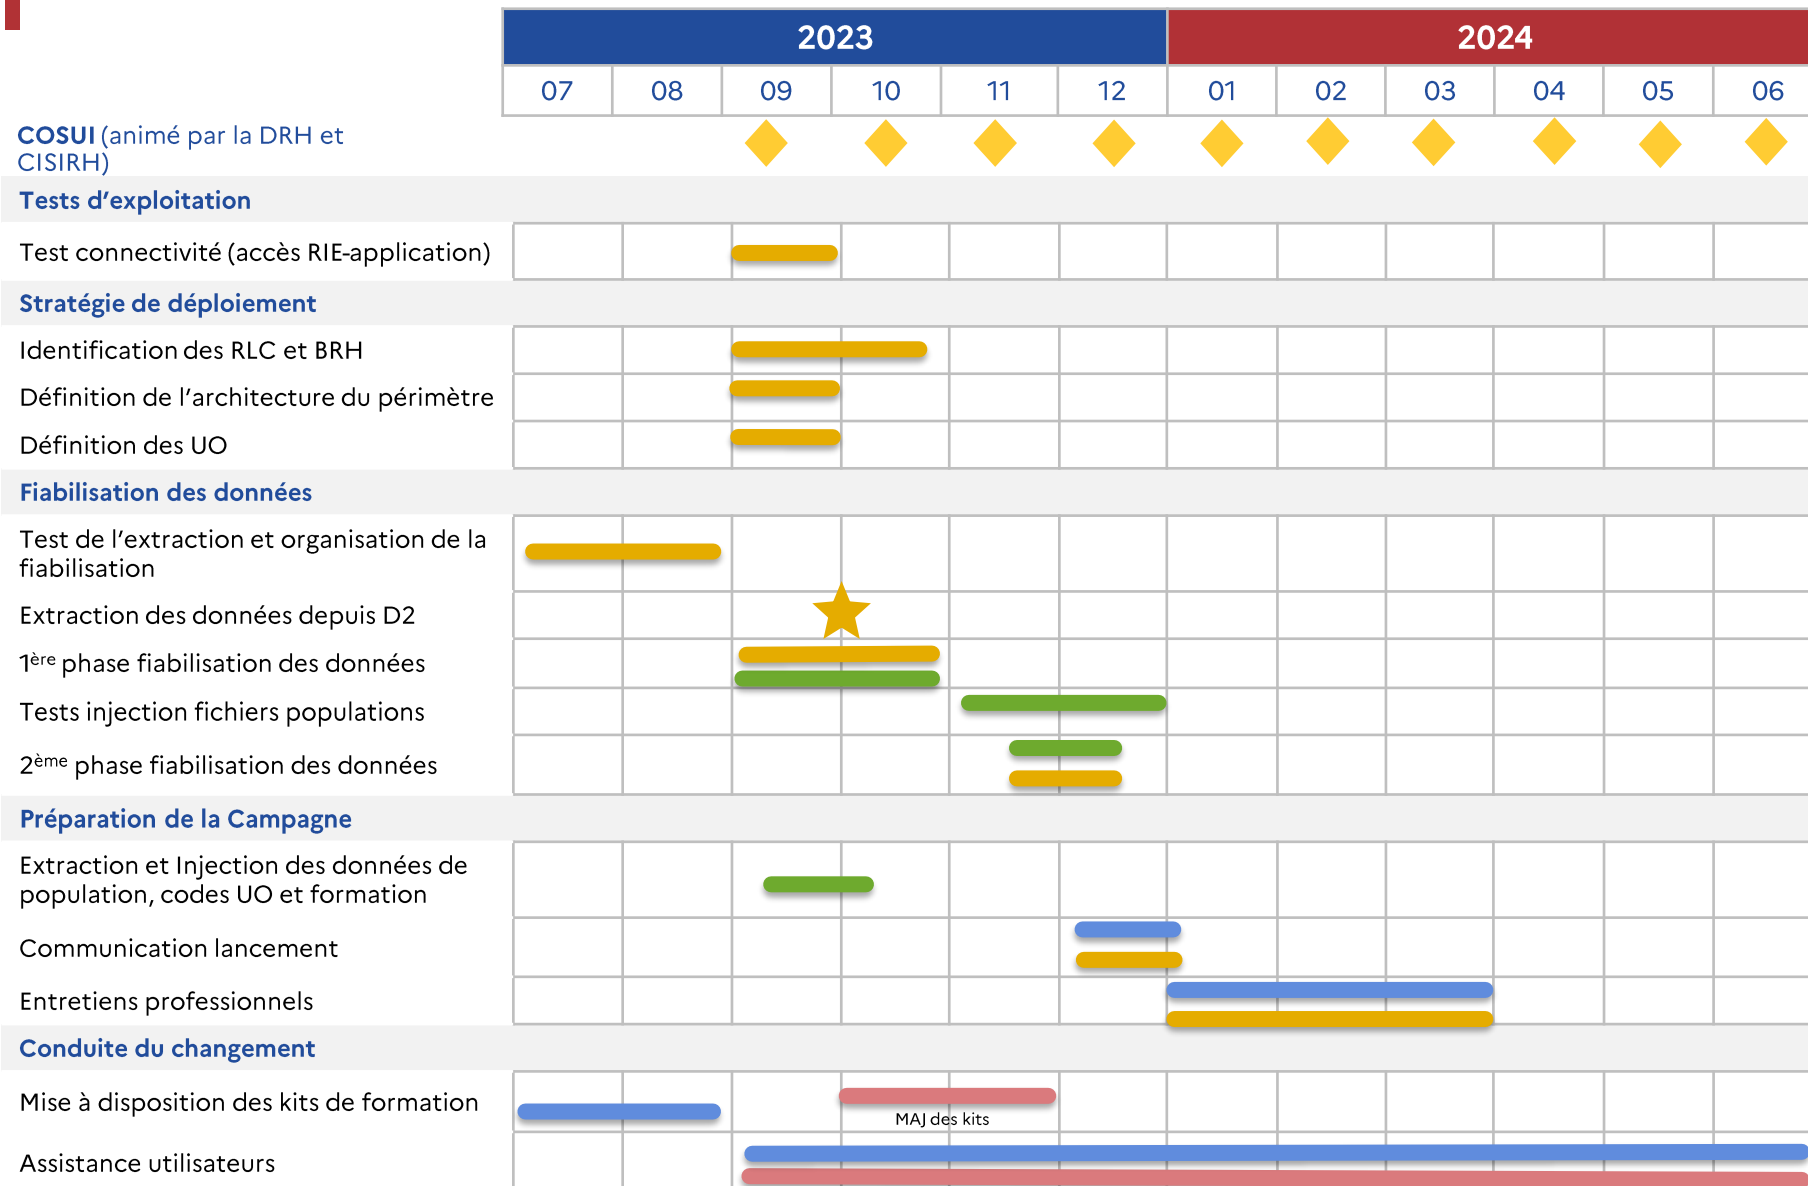 2023 2024
07 08 09 10 11 12 01 02 03 04 05 06
COSUI (animé par la DRH et
CISIRH)
Tests d’exploitation
Test connectivité (accès RIE-application)
Stratégie de déploiement
Identification des RLC et BRH
Définition de l’architecture du périmètre
Définition des UO
Fiabilisation des données
Test de l’extraction et organisation de la
fiabilisation
Extraction des données depuis D2
1ère phase fiabilisation des données
Tests injection fichiers populations
2ème phase fiabilisation des données
Préparation de la Campagne
Extraction et Injection des données de
population, codes UO et formation
Communication lancement
Entretiens professionnels
Conduite du changement
Mise à disposition des kits de formation
MAJ des kits
Assistance utilisateurs